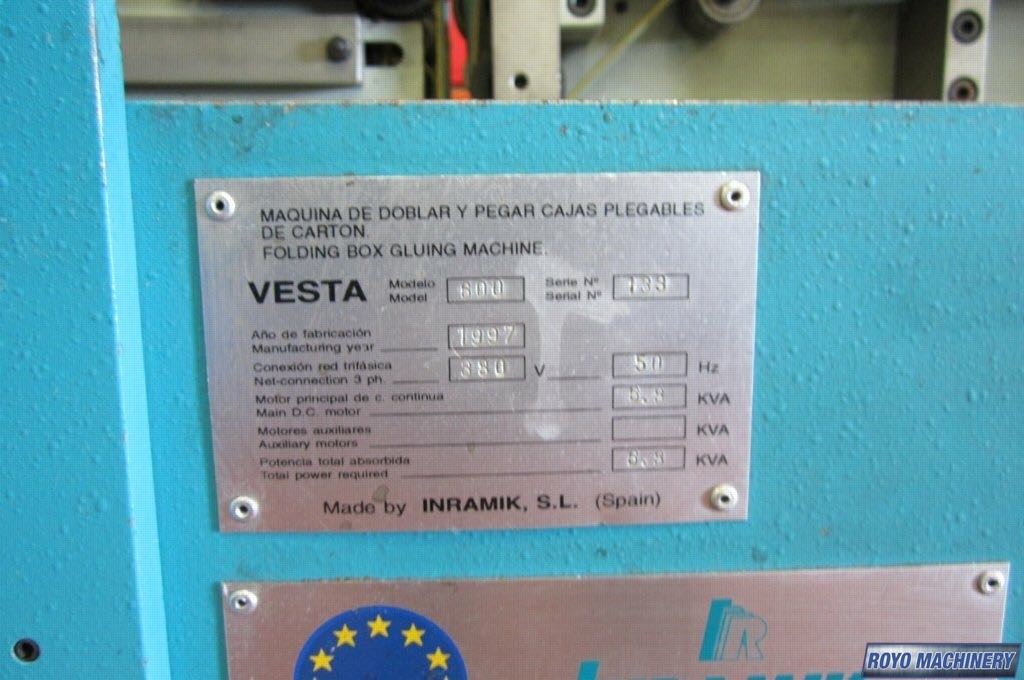 MAQUINA DE DOBLAR Y PEGAR CAJAS PLEGABLES
DE CARTON.
FOLDING BOX GLUING MACHINE.
VESTA Modelo Model 600 Serie Nº Serial Nº 133
Año de fabricación
Manufacturing year 1997
Conexión red trifásica
Net-connection 3 ph. 380 V 50 Hz
Motor principal de c. continua
Main D.C. motor KVA
Motores auxiliares
Auxiliary motors KVA
Potencia total absorbida
Total power required KVA
Made by INRAMIK, S.L. (Spain)
ROYO MACHINERY